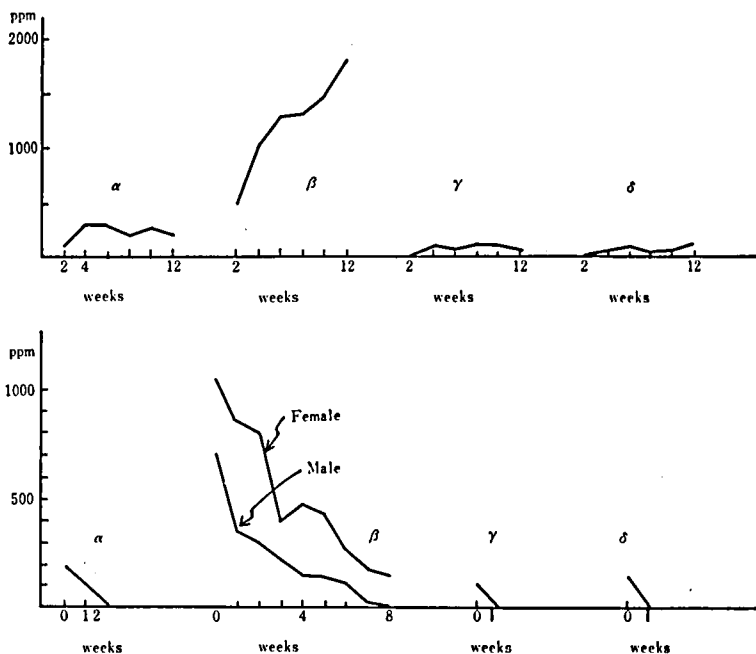 ppm
2000
1000
α β γ δ
2 4 12 2 12 2 12 2 12
weeks weeks weeks weeks
ppm
1000
Female
Male
500
α β γ δ
0 1 2 0 4 8 0 1 0 1
weeks weeks weeks weeks